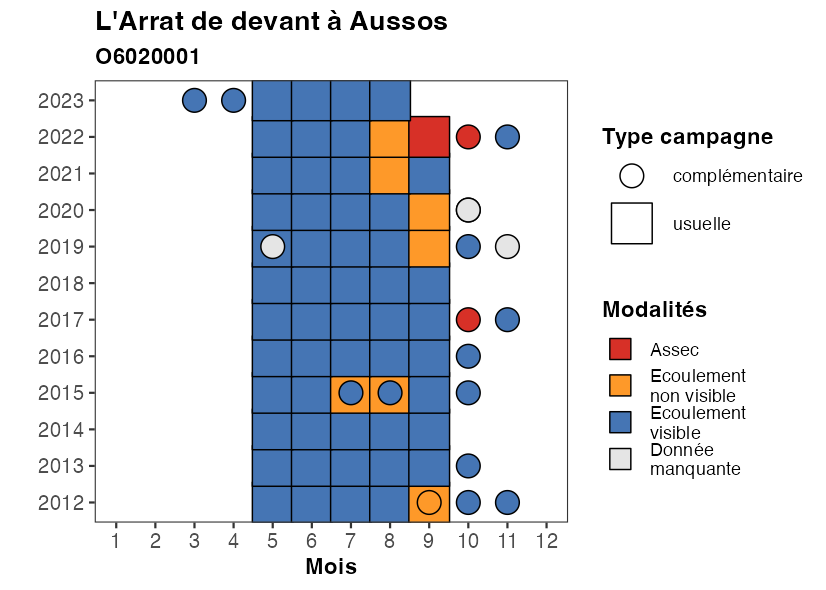 L'Arrat de devant à Aussos
O6020001
2023
2022
2021
2020
2019
2018
2017
2016
2015
2014
2013
2012
1 2 3 4 5 6 7 8 9 10 11 12
Mois
Type campagne
complémentaire
usuelle
Modalités
Assec
Ecoulement
non visible
Ecoulement
visible
Donnée
manquante